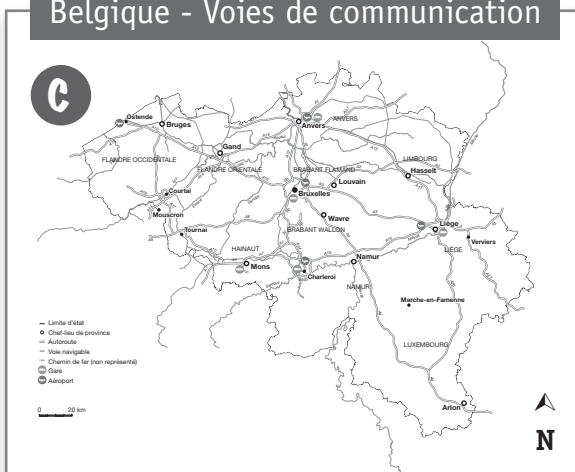 Belgique - Voies de communication
C
Ostende
Bruges
Anvers
ANVERS
Gand
FLANDRE OCCIDENTALE
FLANDRE ORIENTALE
BRABANT FLAMAND
LIMBOURG
Hasselt
Courtai
Louvain
Bruxelles
Mouscron
Wavre
Tournai
BRABANT WALLON
Liège
Verviers
HAINAUT
LIÈGE
Mons
Namur
Charleroi
NAMUR
Marche-en-Famenne
LUXEMBOURG
Arlon
Limite d'état
Chef-lieu de province
Autoroute
Voie navigable
Chemin de fer (non représenté)
Gare
Aéroport
0 20 km
N